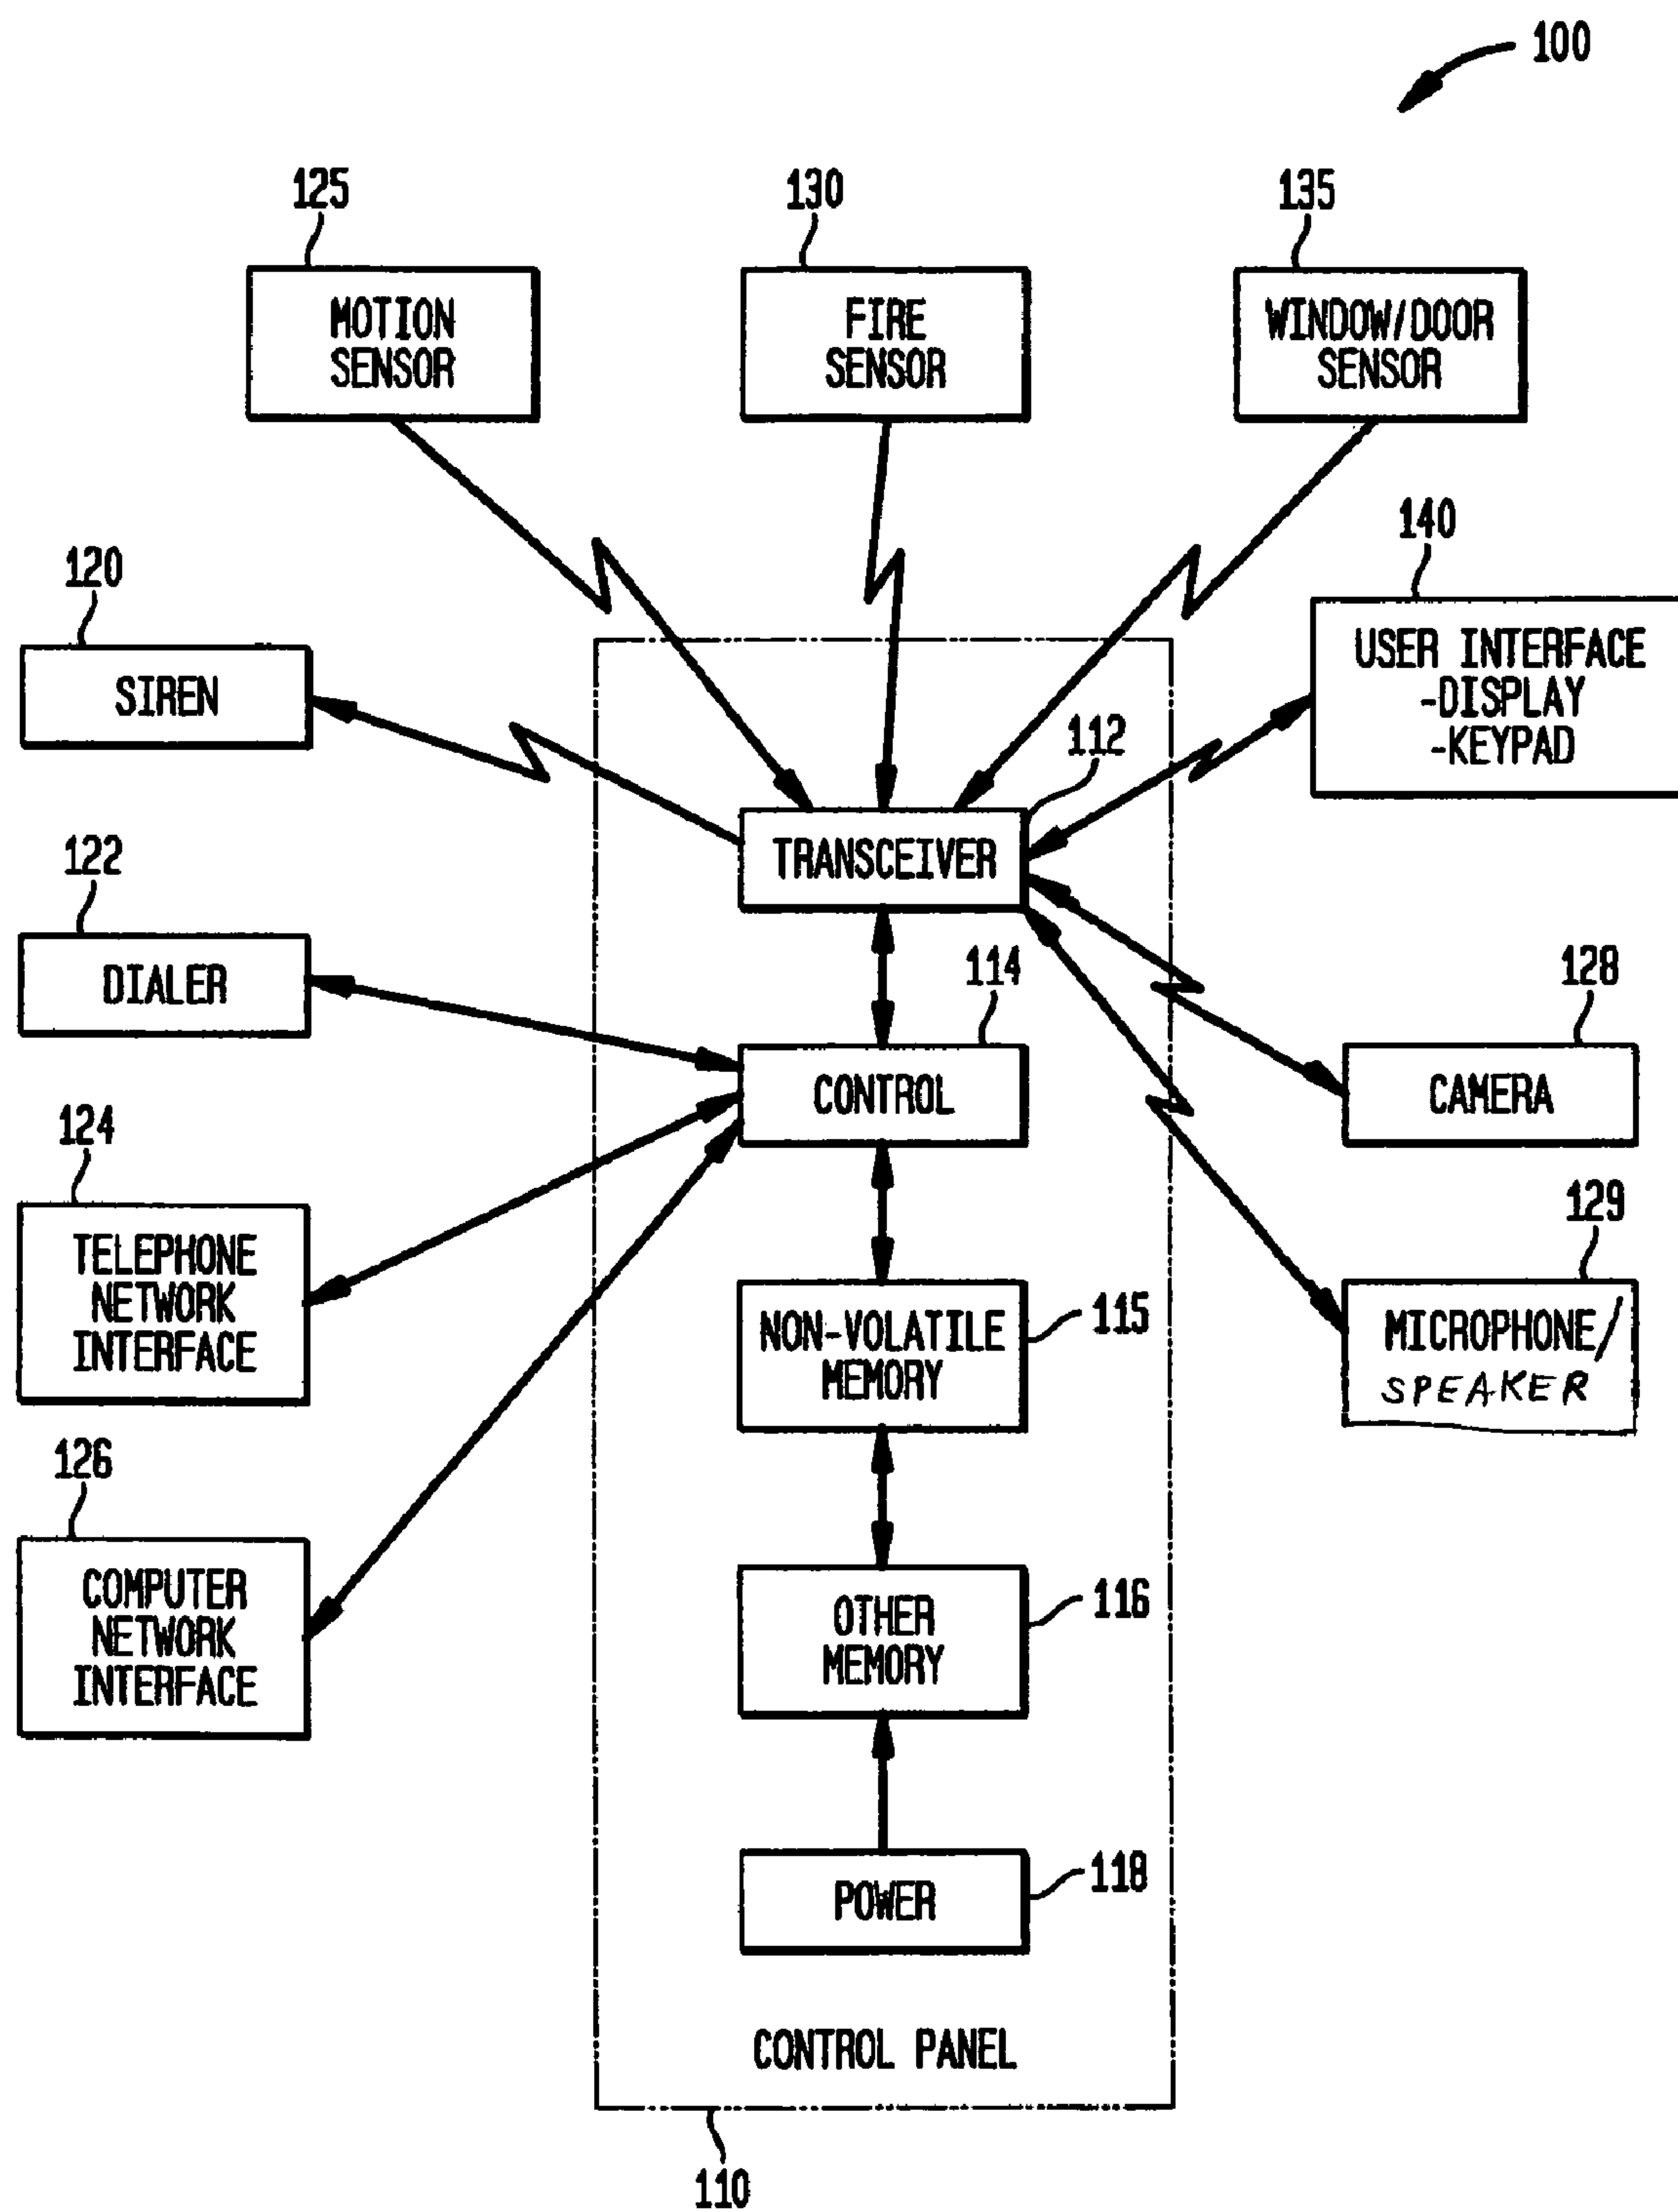 100
125
130
135
MOTION
SENSOR
FIRE
SENSOR
WINDOW/DOOR
SENSOR
140
USER INTERFACE
-DISPLAY
-KEYPAD
120
SIREN
112
TRANSCEIVER
122
DIALER
114
CONTROL
128
CAMERA
124
TELEPHONE
NETWORK
INTERFACE
129
MICROPHONE/
SPEAKER
115
NON-VOLATILE
MEMORY
126
COMPUTER
NETWORK
INTERFACE
116
OTHER
MEMORY
118
POWER
CONTROL PANEL
110